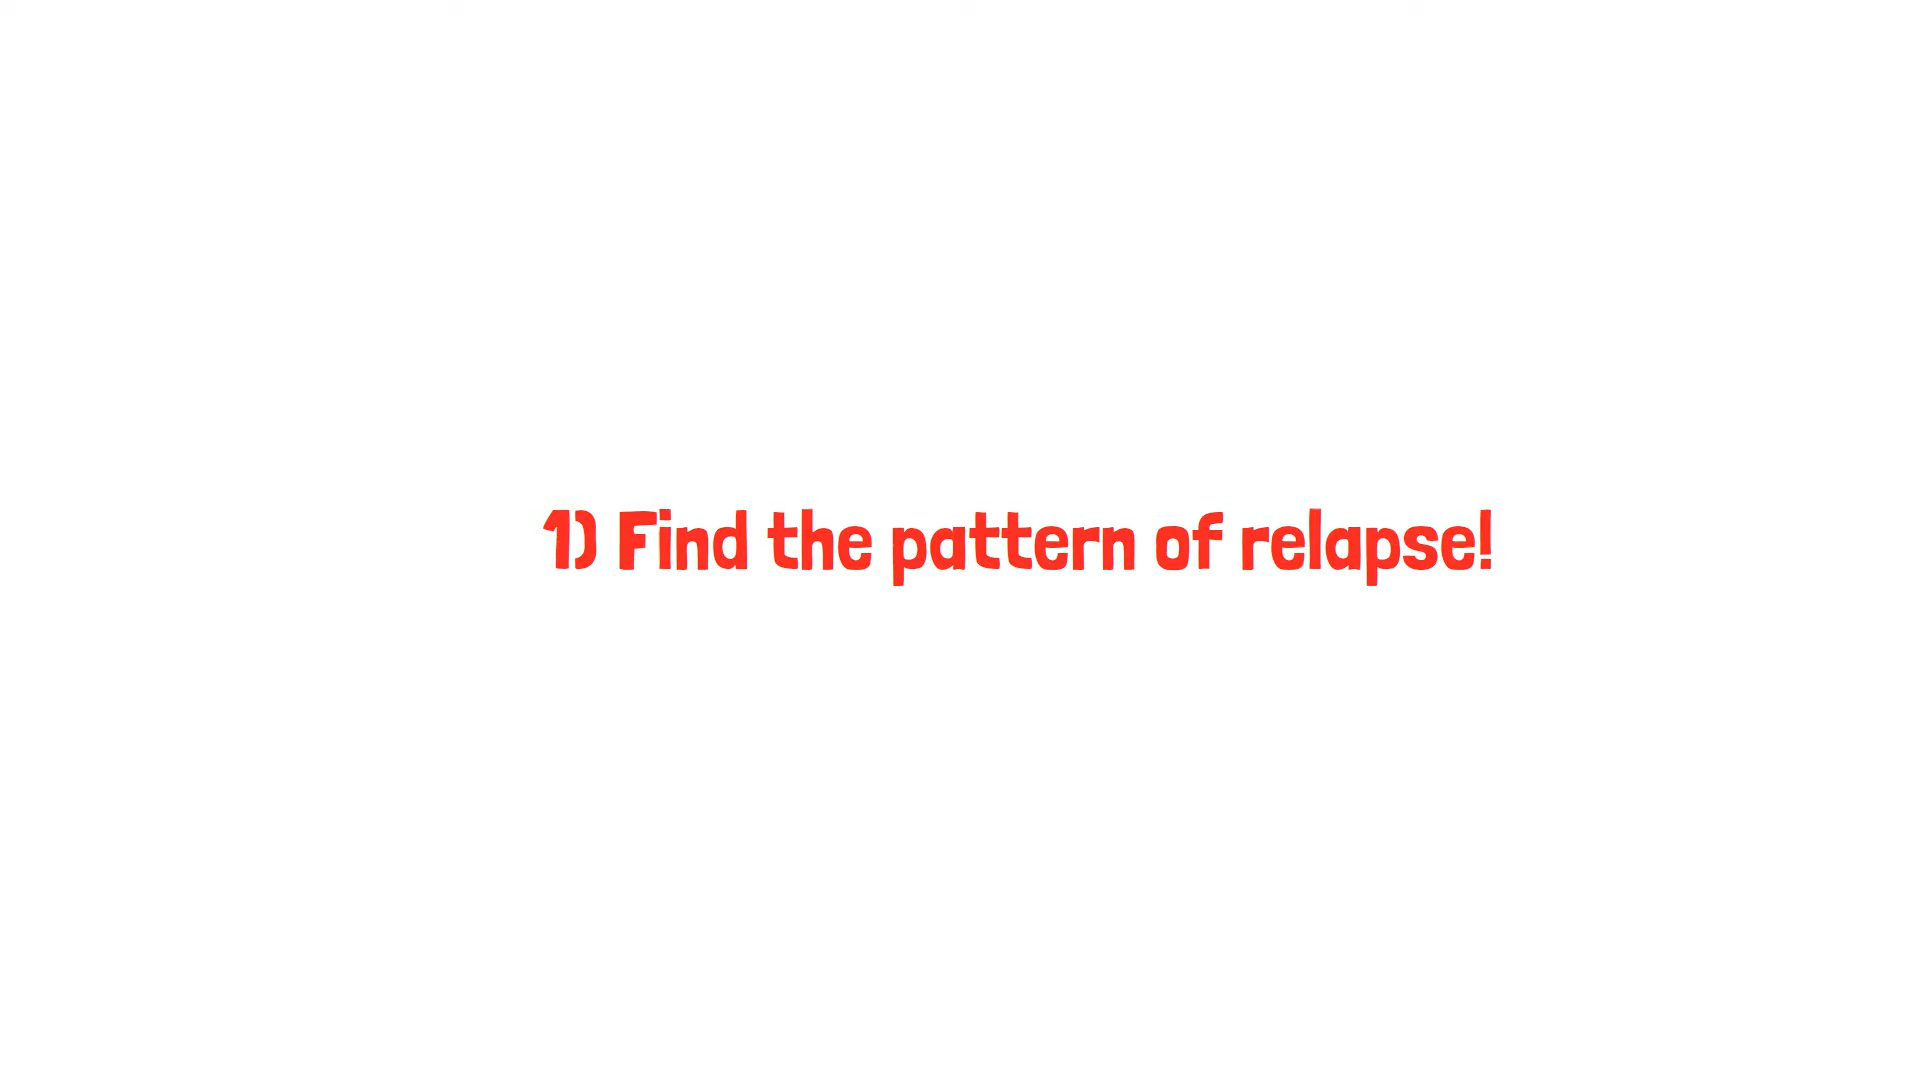 1) Find the pattern of relapse!